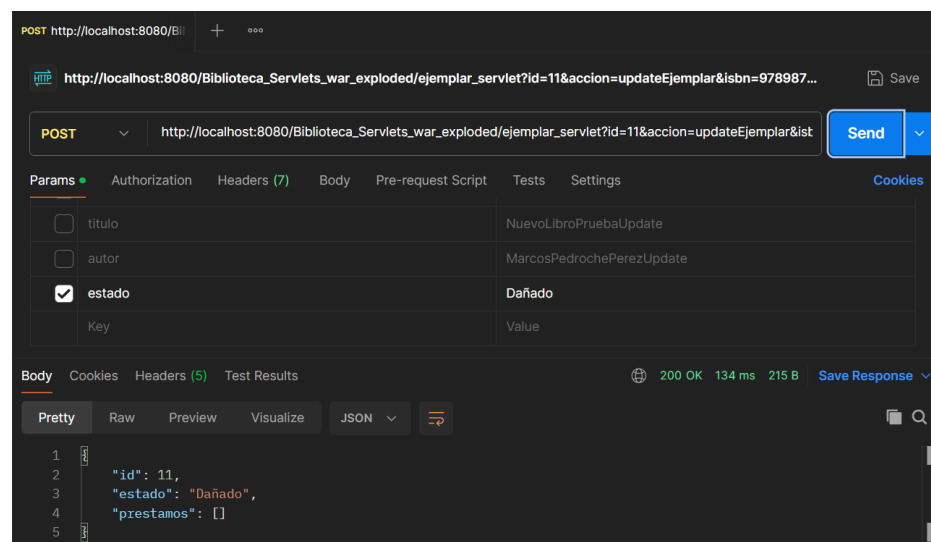 POST http://localhost:8080/Bil
HTTP http://localhost:8080/Biblioteca_Servlets_war_exploded/ejemplar_servlet?id=11&accion=updateEjemplar&isbn=978987... Save
POST http://localhost:8080/Biblioteca_Servlets_war_exploded/ejemplar_servlet?id=11&accion=updateEjemplar&isb Send
Params Authorization Headers (7) Body Pre-request Script Tests Settings Cookies
titulo NuevoLibroPruebaUpdate
autor MarcosPedrochePerezUpdate
estado Dañado
Key Value
Body Cookies Headers (5) Test Results 200 OK 134 ms 215 B Save Response
Pretty Raw Preview Visualize JSON
1 {
2 "id": 11,
3 "estado": "Dañado",
4 "prestamos": []
5 }